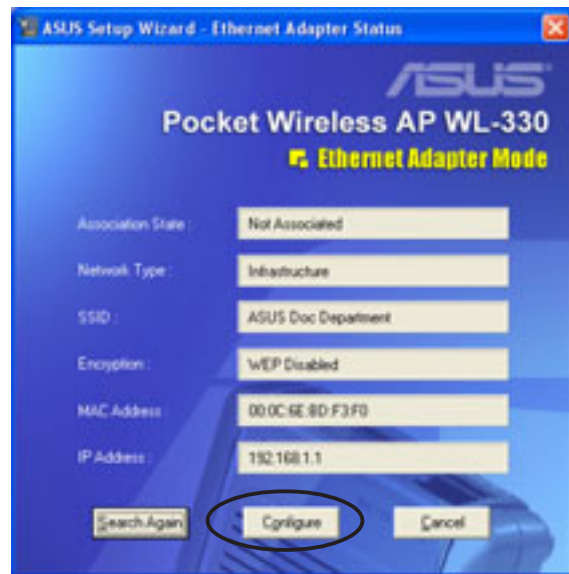 ASUS Setup Wizard - Ethernet Adapter Status
ASUS
Pocket Wireless AP WL-330
Ethernet Adapter Mode
Association State : Not Associated
Network Type : Infrastructure
SSID : ASUS Doc Department
Encryption : WEP Disabled
MAC Address : 00:0C:6E:BD:F3:F0
IP Address : 192.168.1.1
Search Again Configure Cancel